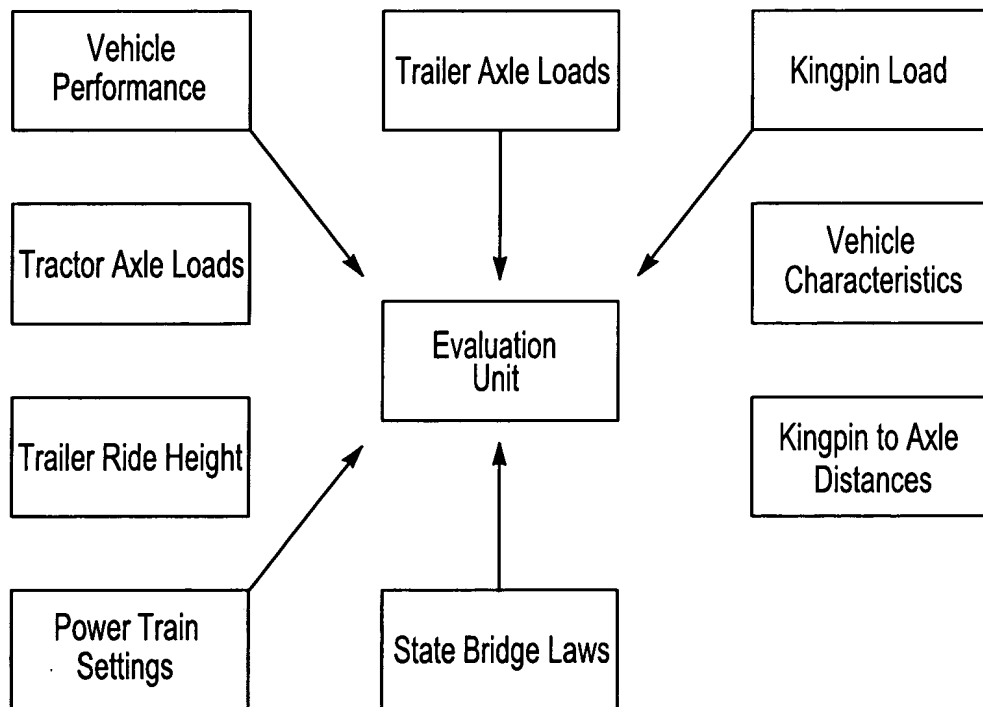 Vehicle
Performance
Trailer Axle Loads
Kingpin Load
Tractor Axle Loads
Vehicle
Characteristics
Evaluation
Unit
Trailer Ride Height
Kingpin to Axle
Distances
Power Train
Settings
State Bridge Laws